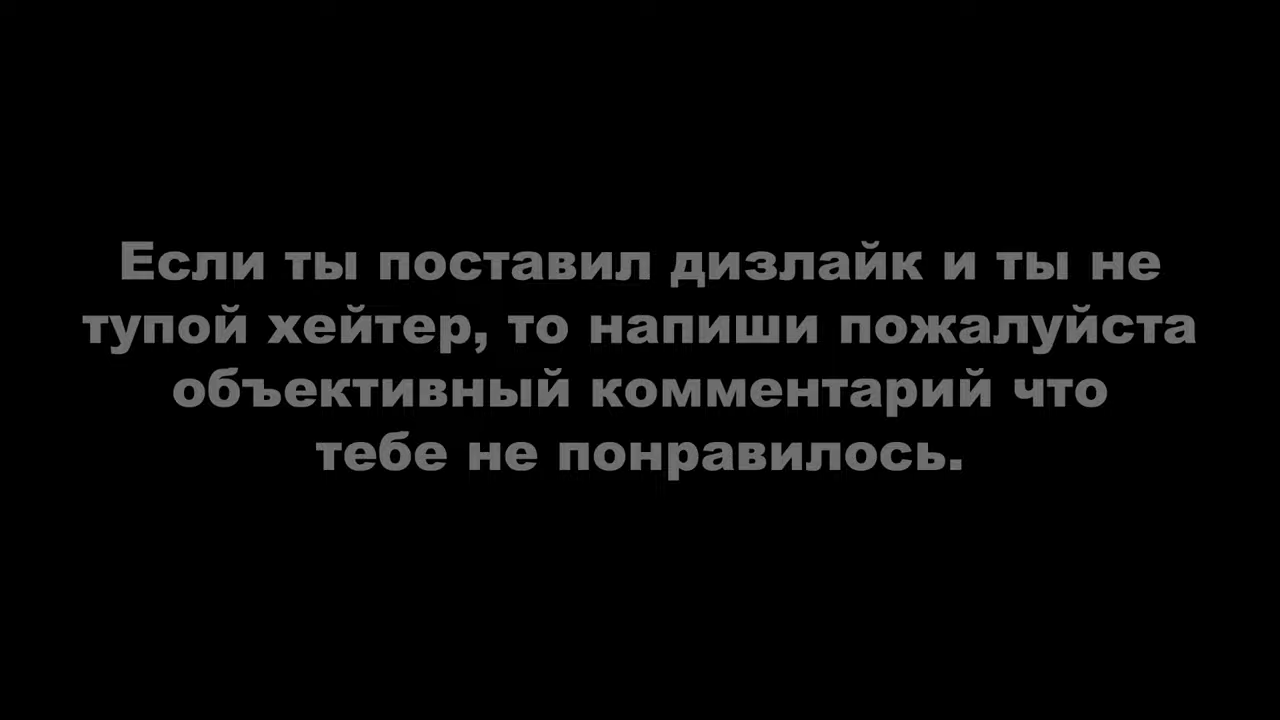 Если ты поставил дизлайк и ты не
тупой хейтер, то напиши пожалуйста
объективный комментарий что
тебе не понравилось.